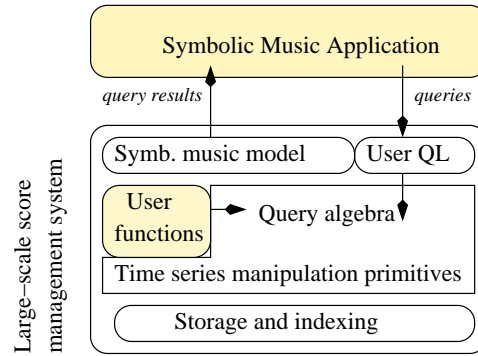 Symbolic Music Application
query results
queries
Symb. music model
User QL
User
functions
Query algebra
Time series manipulation primitives
Storage and indexing
Large−scale score
management system